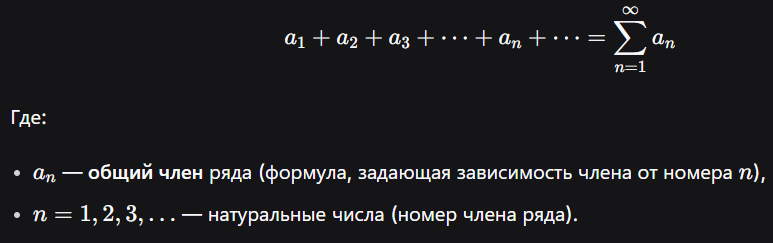 a₁ + a₂ + a₃ + ⋯ + aₙ + ⋯ = ∑_{n=1}^{∞} aₙ
Где:
• aₙ — общий член ряда (формула, задающая зависимость члена от номера n),
• n = 1, 2, 3, … — натуральные числа (номер члена ряда).